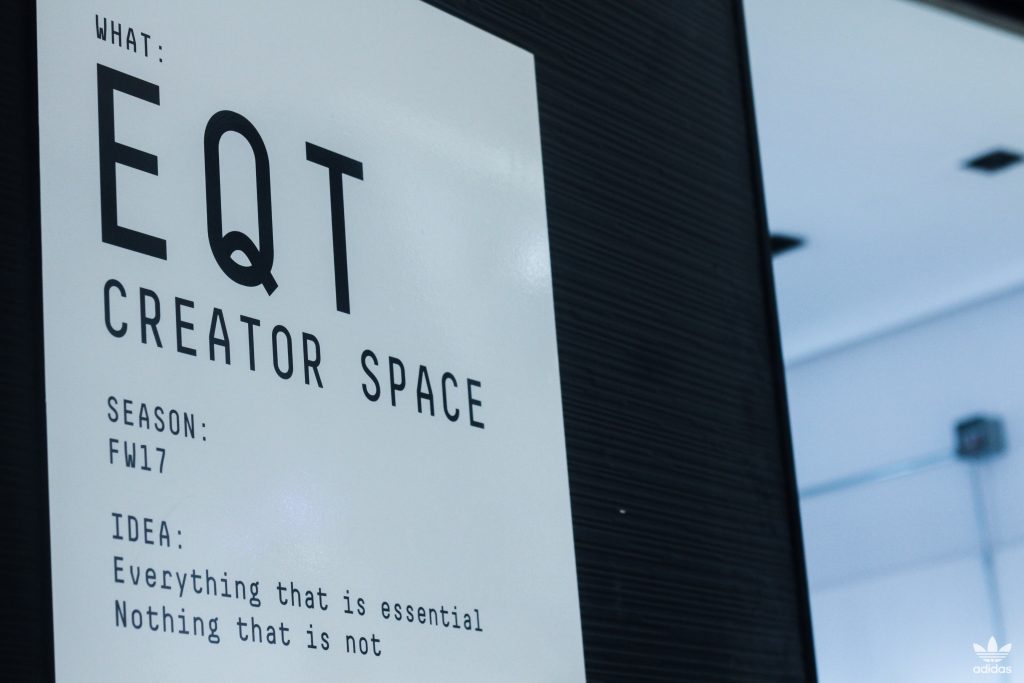 WHAT:
EQT
CREATOR SPACE
SEASON:
FW17
IDEA:
Everything that is essential
Nothing that is not
adidas